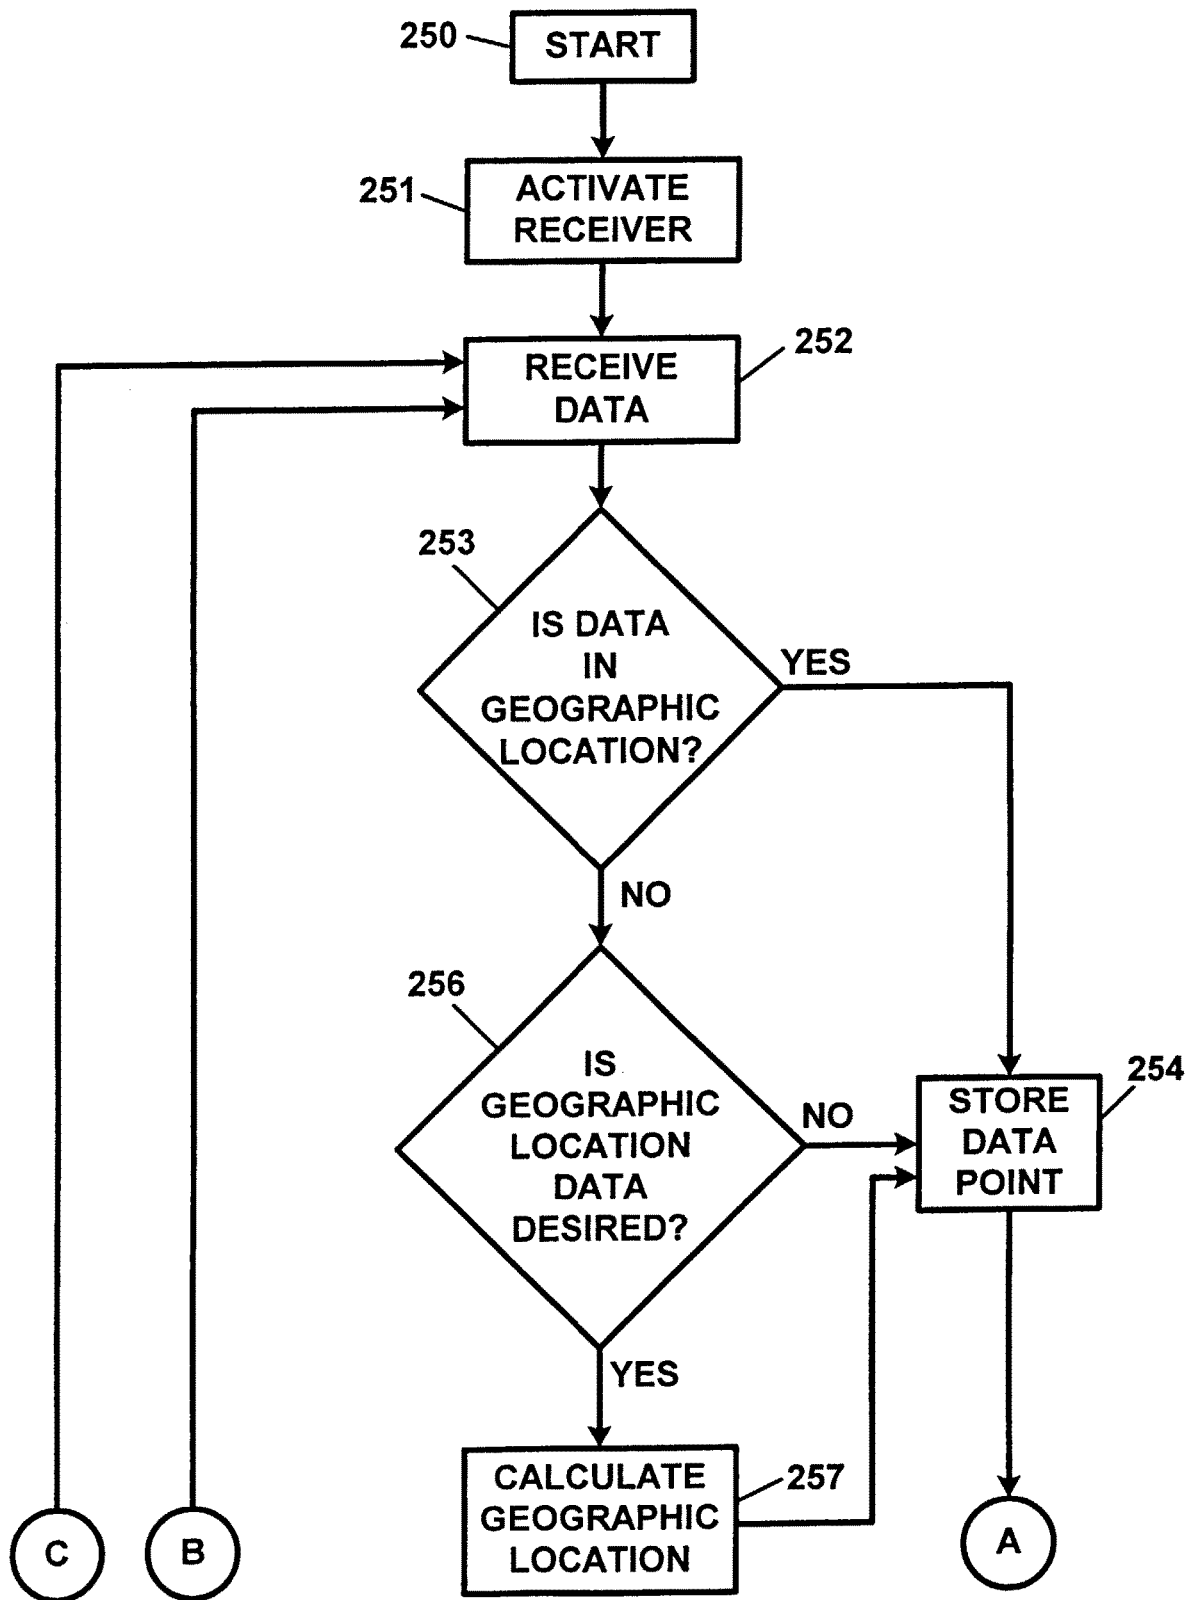 250
START
251
ACTIVATE
RECEIVER
252
RECEIVE
DATA
253
IS DATA
IN
GEOGRAPHIC
LOCATION?
YES
NO
256
IS
GEOGRAPHIC
LOCATION
DATA
DESIRED?
NO
254
STORE
DATA
POINT
YES
CALCULATE
GEOGRAPHIC
LOCATION
257
C
B
A